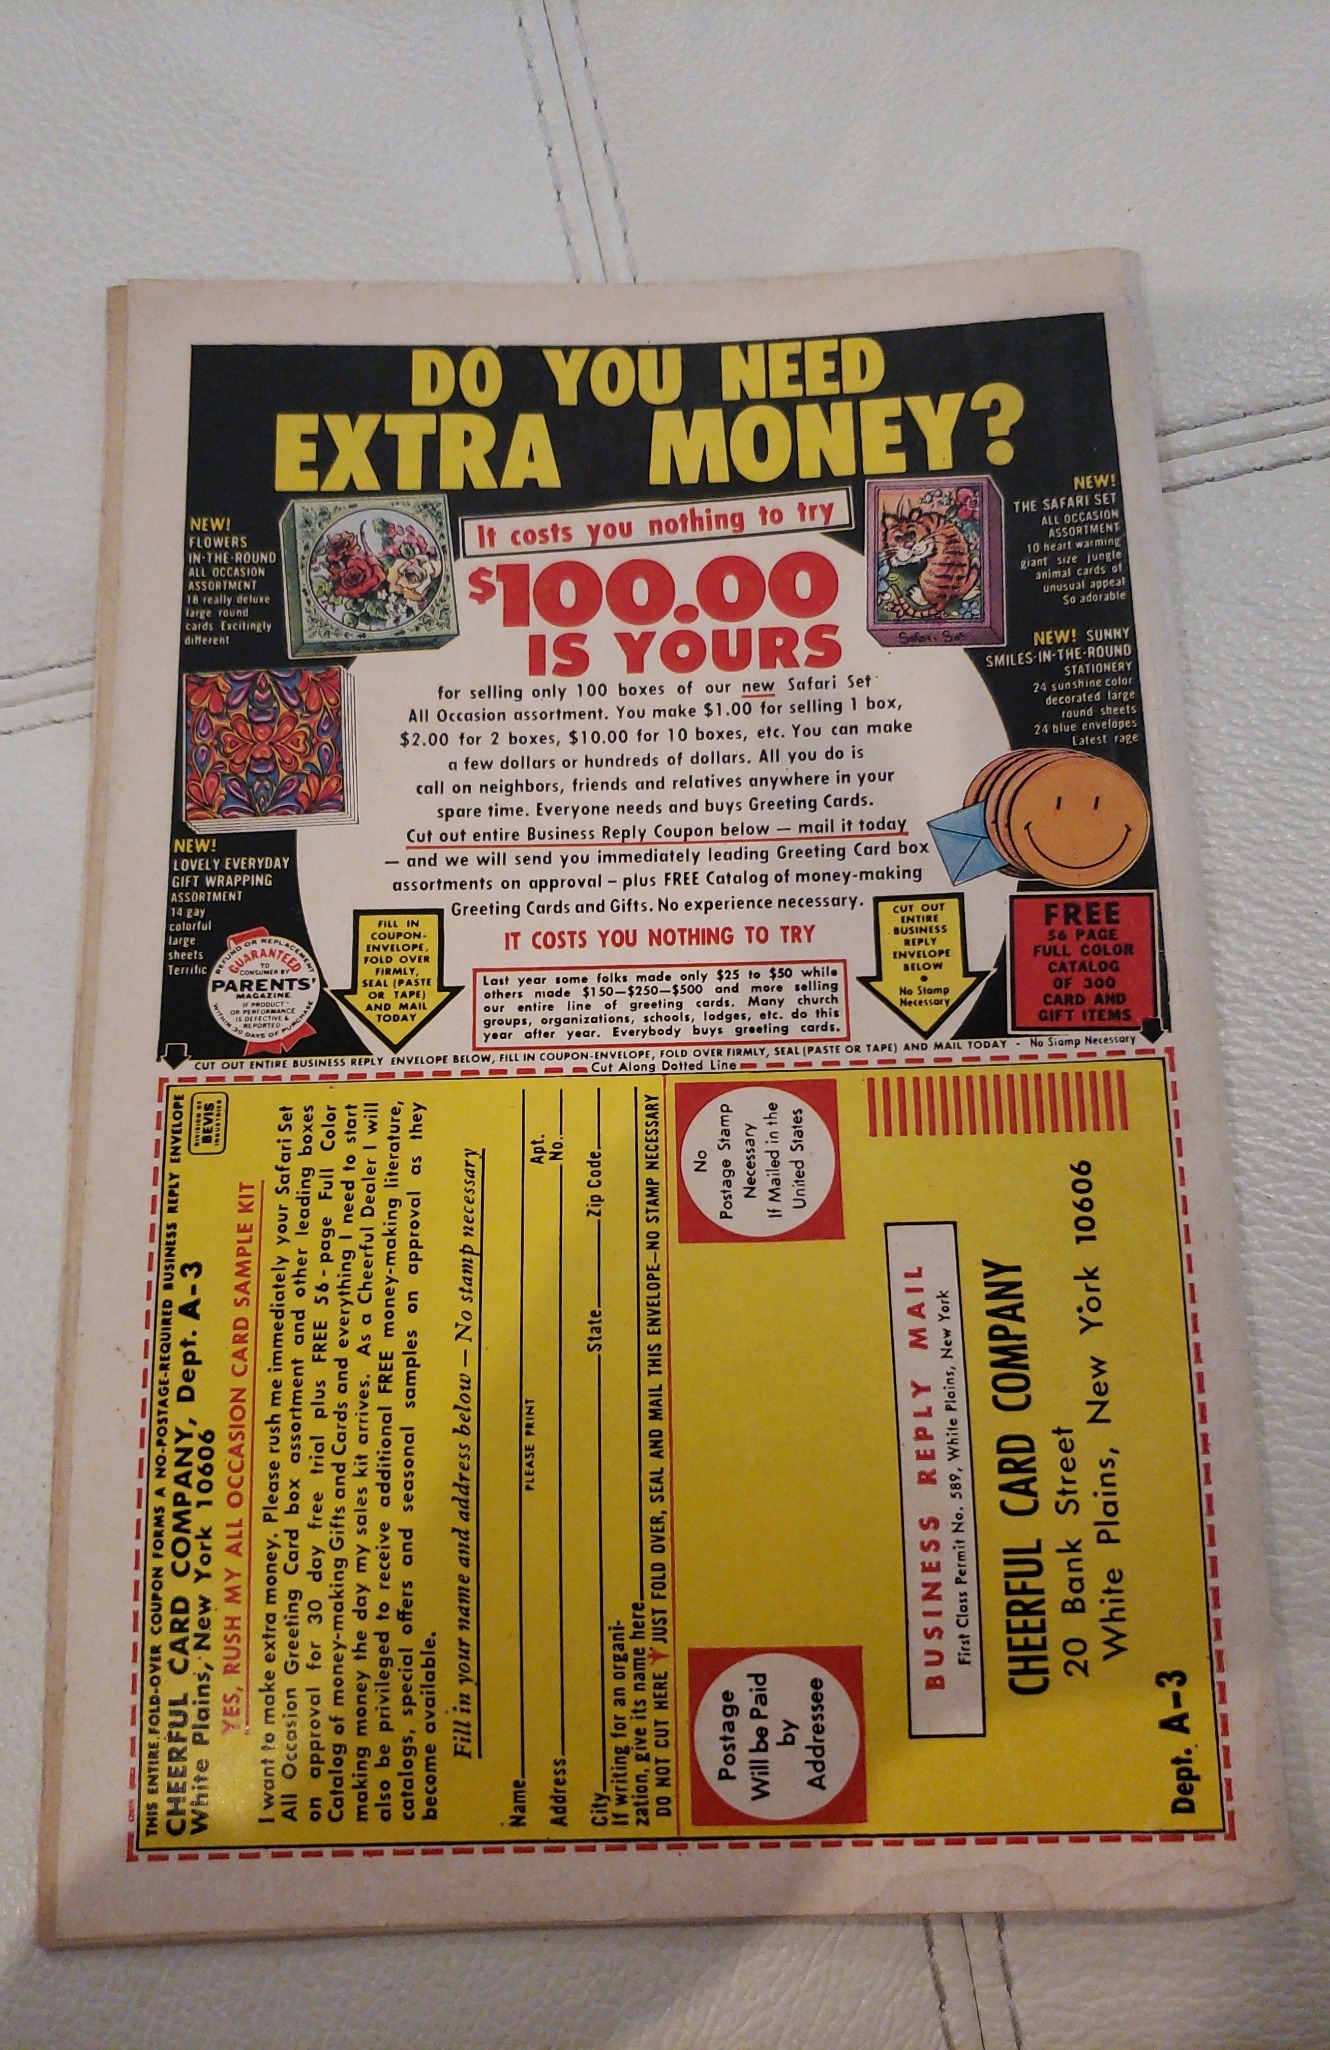 DO YOU NEED
EXTRA MONEY?
It costs you nothing to try
$100.00
IS YOURS
for selling only 100 boxes of our new Safari Set
All Occasion assortment. You make $1.00 for selling 1 box,
$2.00 for 2 boxes, $10.00 for 10 boxes, etc. You can make
a few dollars or hundreds of dollars. All you do is
call on neighbors, friends and relatives anywhere in your
spare time. Everyone needs and buys Greeting Cards.
Cut out entire Business Reply Coupon below — mail it today
— and we will send you immediately leading Greeting Card box
assortments on approval – plus FREE Catalog of money-making
Greeting Cards and Gifts. No experience necessary.
IT COSTS YOU NOTHING TO TRY
Last year some folks made only $25 to $50 while
others made $150—$250—$500 and more selling
our entire line of greeting cards. Many church
groups, organizations, schools, lodges, etc. do this
year after year. Everybody buys greeting cards.
NEW!
FLOWERS
IN-THE-ROUND
ALL OCCASION
ASSORTMENT
18 really deluxe
large round
cards Excitingly
different
NEW!
LOVELY EVERYDAY
GIFT WRAPPING
ASSORTMENT
14 gay
colorful
large
sheets
Terrific
REFUND OR REPLACEMENT
GUARANTEED
TO
CONSUMER BY
PARENTS'
MAGAZINE
IF PRODUCT
OR PERFORMANCE
IS DEFECTIVE &
REPORTED
WITHIN 30 DAYS OF PURCHASE
FILL IN
COUPON-
ENVELOPE,
FOLD OVER
FIRMLY,
SEAL (PASTE
OR TAPE)
AND MAIL
TODAY
NEW!
THE SAFARI SET
ALL OCCASION
ASSORTMENT
10 heart warming
giant size jungle
animal cards of
unusual appeal
So adorable
Safari Set
NEW! SUNNY
SMILES-IN-THE-ROUND
STATIONERY
24 sunshine color
decorated large
round sheets
24 blue envelopes
Latest rage
CUT OUT
ENTIRE
BUSINESS
REPLY
ENVELOPE
BELOW
No Stamp
Necessary
FREE
56 PAGE
FULL COLOR
CATALOG
OF 300
CARD AND
GIFT ITEMS
CUT OUT ENTIRE BUSINESS REPLY ENVELOPE BELOW, FILL IN COUPON-ENVELOPE, FOLD OVER FIRMLY, SEAL (PASTE OR TAPE) AND MAIL TODAY - No Stamp Necessary
Cut Along Dotted Line
THIS ENTIRE FOLD-OVER COUPON FORMS A NO-POSTAGE-REQUIRED BUSINESS REPLY ENVELOPE
CHEERFUL CARD COMPANY, Dept. A-3
White Plains, New York 10606
DIVISION OF
BEVIS
INDUSTRIES
YES, RUSH MY ALL OCCASION CARD SAMPLE KIT
I want to make extra money. Please rush me immediately your Safari Set
All Occasion Greeting Card box assortment and other leading boxes
on approval for 30 day free trial plus FREE 56-page Full Color
Catalog of money-making Gifts and Cards and everything I need to start
making money the day my sales kit arrives. As a Cheerful Dealer I will
also be privileged to receive additional FREE money-making literature,
catalogs, special offers and seasonal samples on approval as they
become available.
Fill in your name and address below — No stamp necessary
Name
PLEASE PRINT
Address Apt. No.
City State Zip Code
If writing for an organi-
zation, give its name here
DO NOT CUT HERE JUST FOLD OVER, SEAL AND MAIL THIS ENVELOPE—NO STAMP NECESSARY
Postage
Will be Paid
by
Addressee
No
Postage Stamp
Necessary
If Mailed in the
United States
BUSINESS REPLY MAIL
First Class Permit No. 589, White Plains, New York
CHEERFUL CARD COMPANY
20 Bank Street
White Plains, New York 10606
Dept. A-3